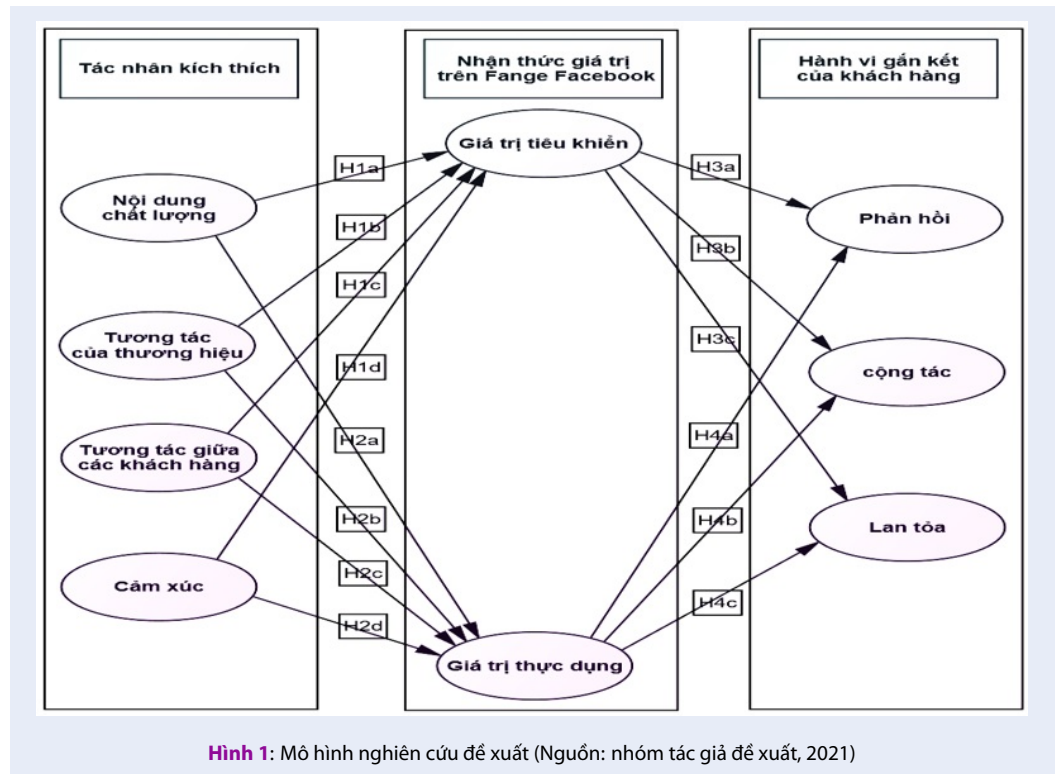 Tác nhân kích thích
Nhận thức giá trị
trên Fange Facebook
Hành vi gắn kết
của khách hàng
Nội dung
chất lượng
Tương tác
của thương hiệu
Tương tác giữa
các khách hàng
Cảm xúc
H1a
H1b
H1c
H1d
H2a
H2b
H2c
H2d
Giá trị tiêu khiển
Giá trị thực dụng
H3a
H3b
H3c
H4a
H4b
H4c
Phản hồi
cộng tác
Lan tỏa
Hình 1: Mô hình nghiên cứu đề xuất (Nguồn: nhóm tác giả đề xuất, 2021)